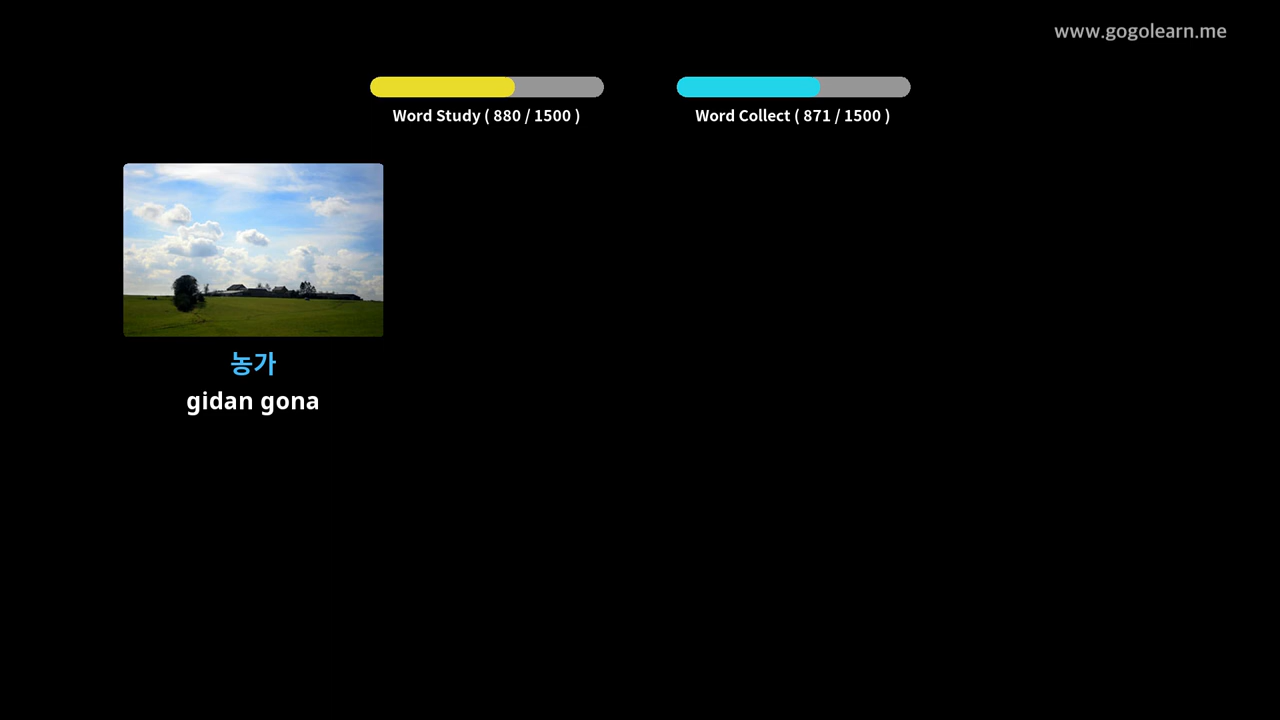 www.gogolearn.me
Word Study ( 880 / 1500 )
Word Collect ( 871 / 1500 )
농가
gidan gona